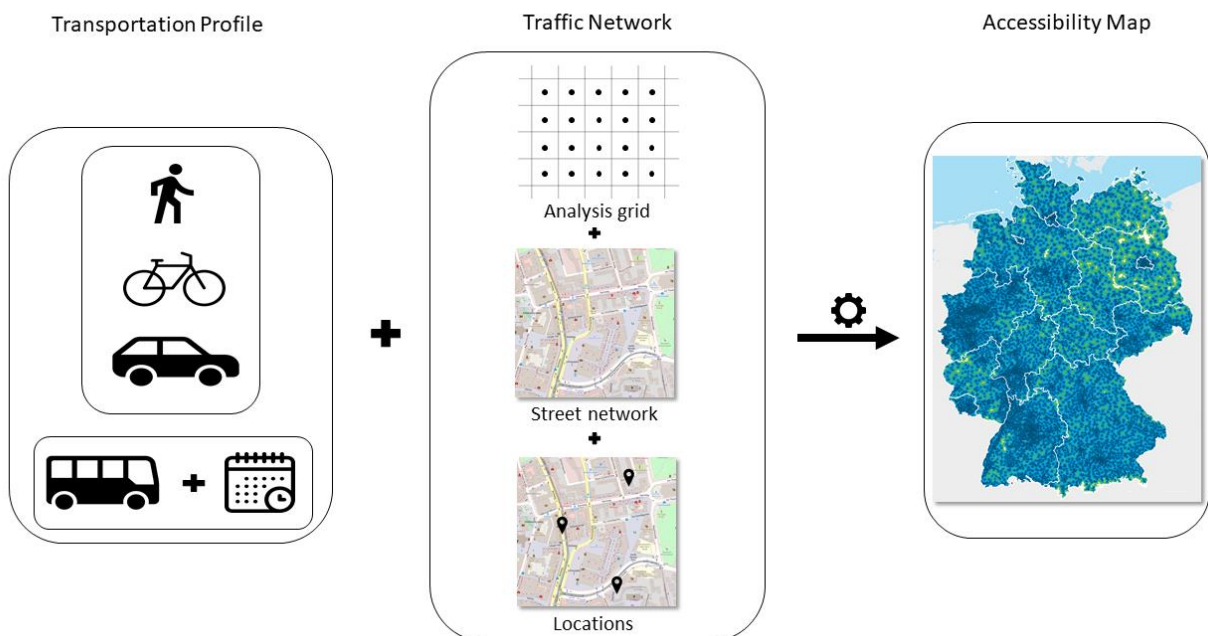 Transportation Profile
Traffic Network
Accessibility Map
Analysis grid
Street network
Locations